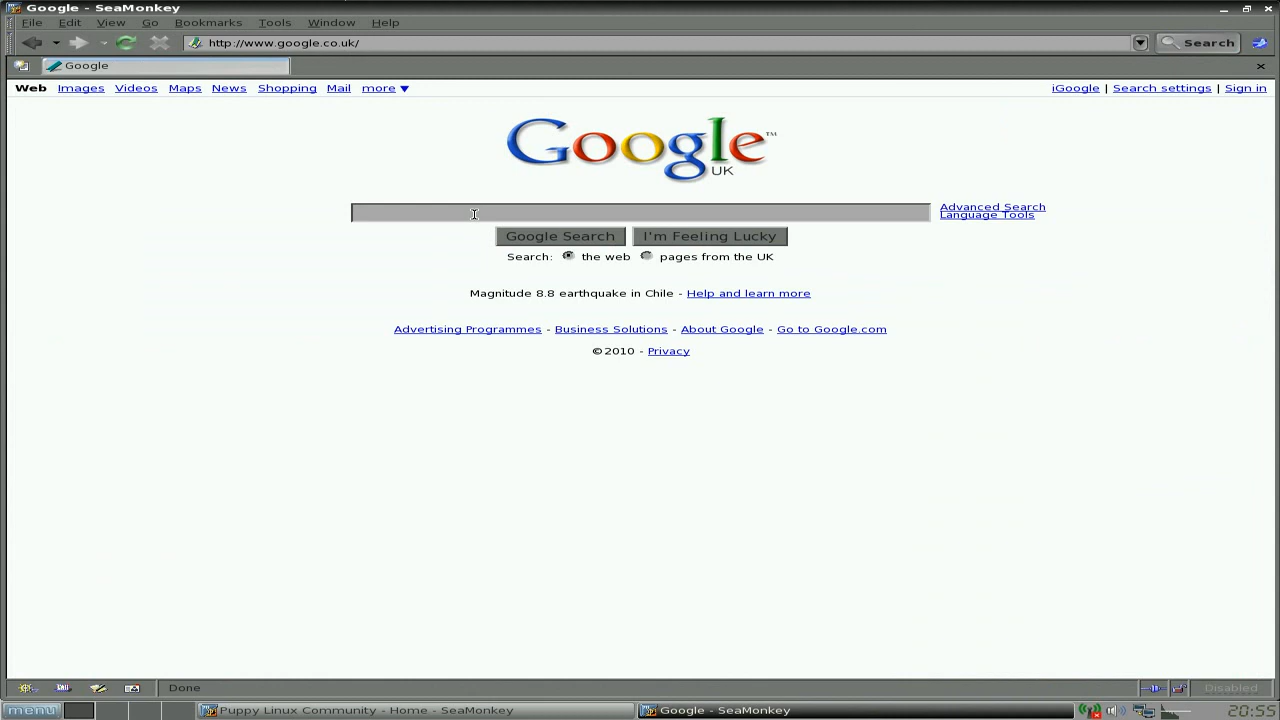 Google - SeaMonkey
File Edit View Go Bookmarks Tools Window Help
http://www.google.co.uk/ Search
Google
Web Images Videos Maps News Shopping Mail more ▼ iGoogle | Search settings | Sign in
Google™
UK
Advanced Search
Language Tools
Google Search I'm Feeling Lucky
Search: the web pages from the UK
Magnitude 8.8 earthquake in Chile - Help and learn more
Advertising Programmes - Business Solutions - About Google - Go to Google.com
©2010 - Privacy
Done Disabled
menu Puppy Linux Community - Home - SeaMonkey Google - SeaMonkey 20:55